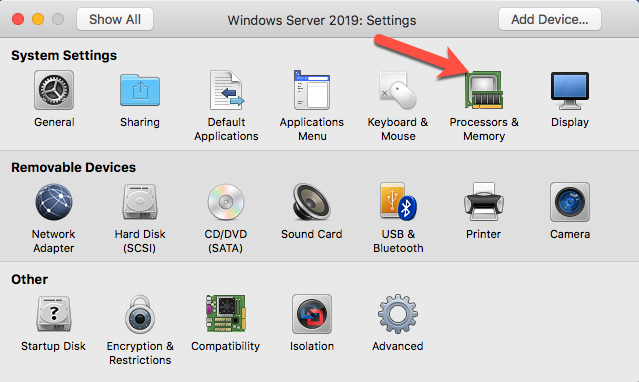 Show All Windows Server 2019: Settings Add Device...
System Settings
General Sharing Default Applications Keyboard & Processors & Display
Applications Menu Mouse Memory
Removable Devices
Network Hard Disk CD/DVD Sound Card USB & Printer Camera
Adapter (SCSI) (SATA) Bluetooth
Other
Startup Disk Encryption & Compatibility Isolation Advanced
Restrictions
?